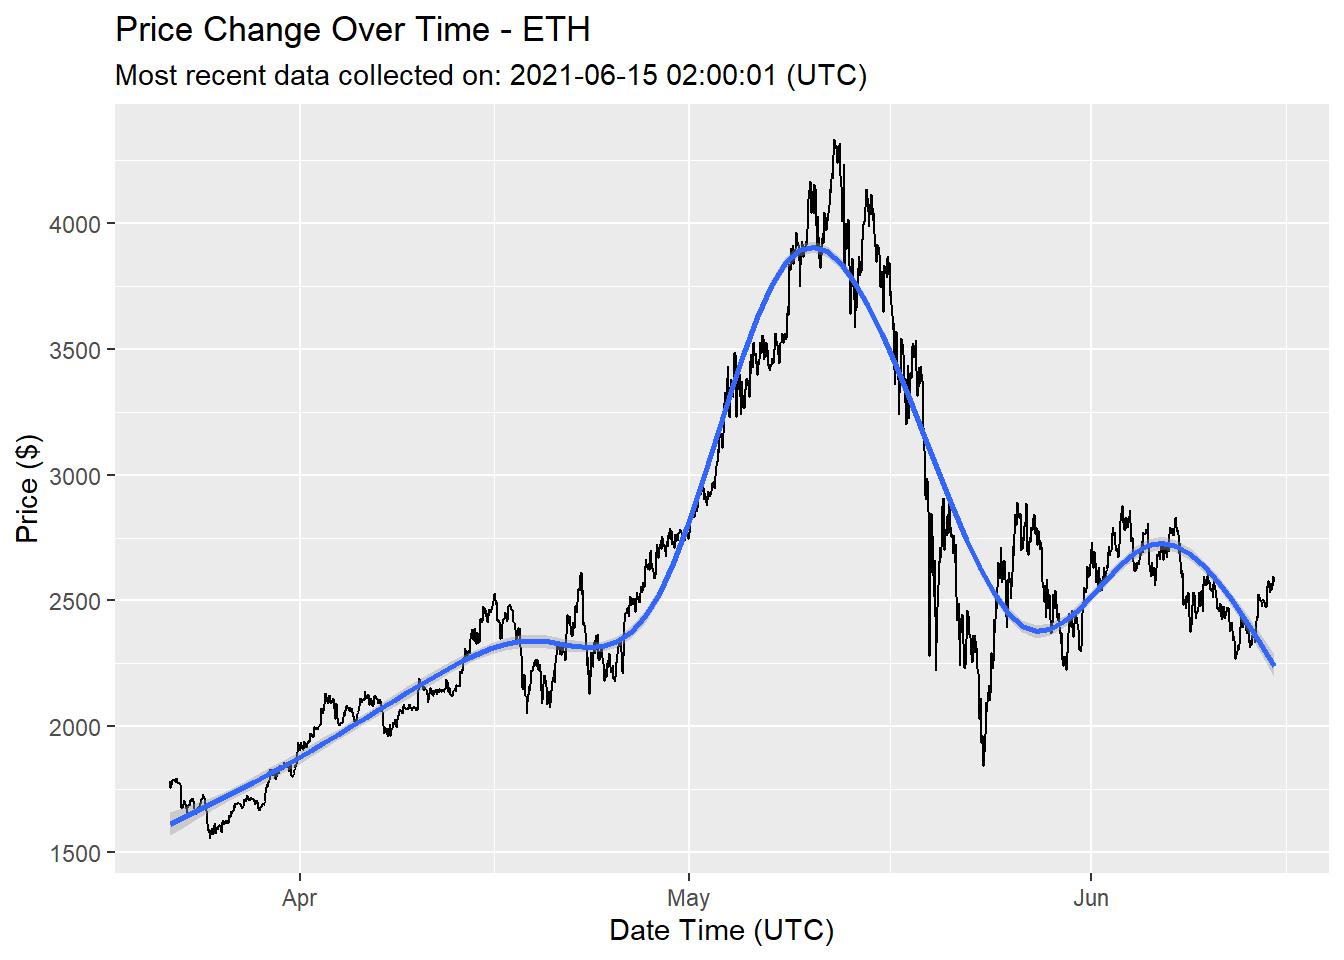 Price Change Over Time - ETH
Most recent data collected on: 2021-06-15 02:00:01 (UTC)
Price ($)
4000
3500
3000
2500
2000
1500
Apr May Jun
Date Time (UTC)